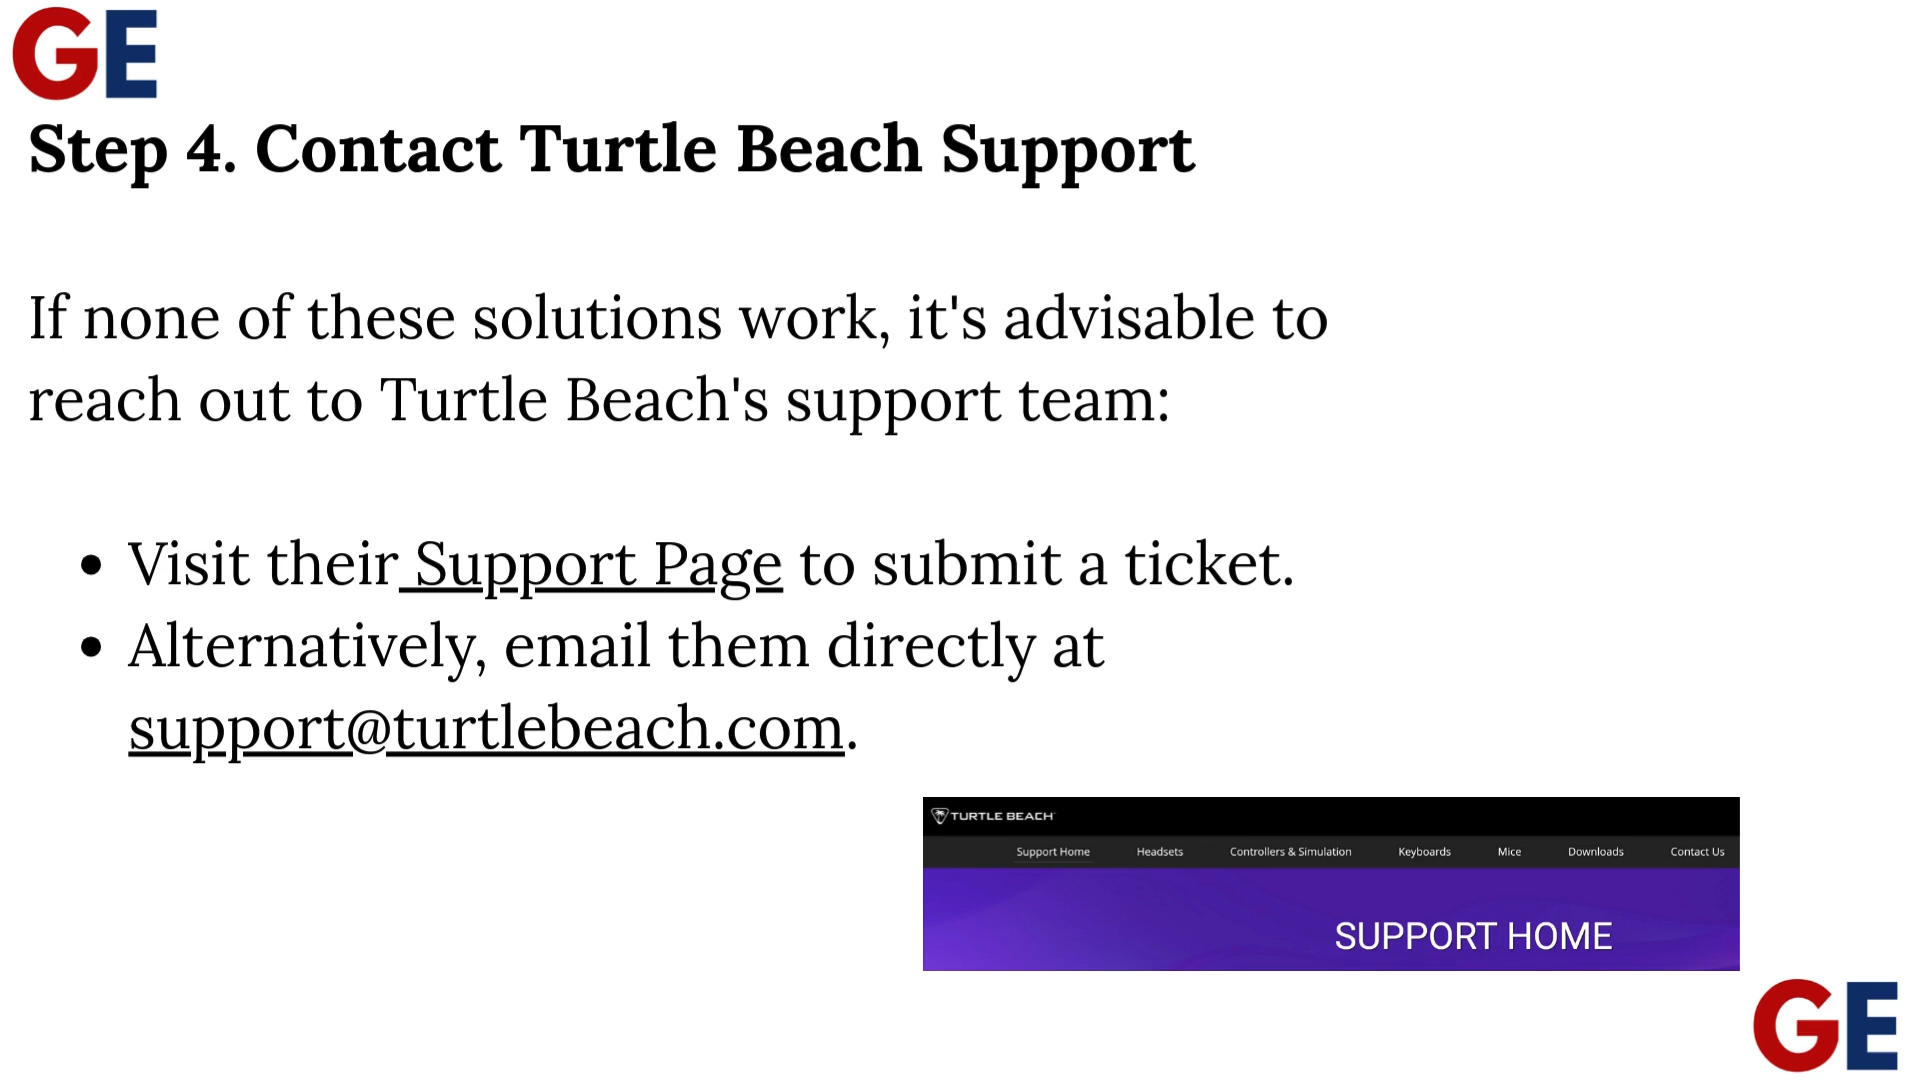 GE
Step 4. Contact Turtle Beach Support
If none of these solutions work, it's advisable to
reach out to Turtle Beach's support team:
• Visit their Support Page to submit a ticket.
• Alternatively, email them directly at
support@turtlebeach.com.
TURTLE BEACH
Support Home Headsets Controllers & Simulation Keyboards Mice Downloads Contact Us
SUPPORT HOME
GE